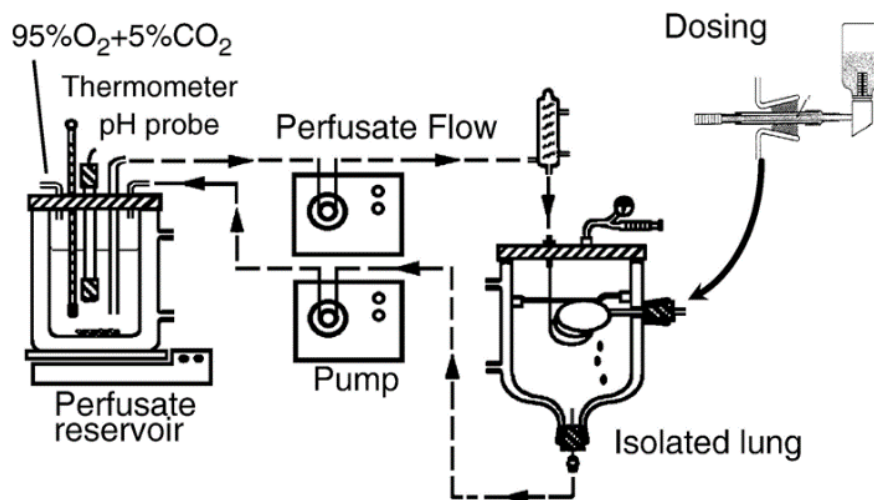 95%O₂+5%CO₂
Thermometer
pH probe
Perfusate Flow
Dosing
Pump
Perfusate
reservoir
Isolated lung